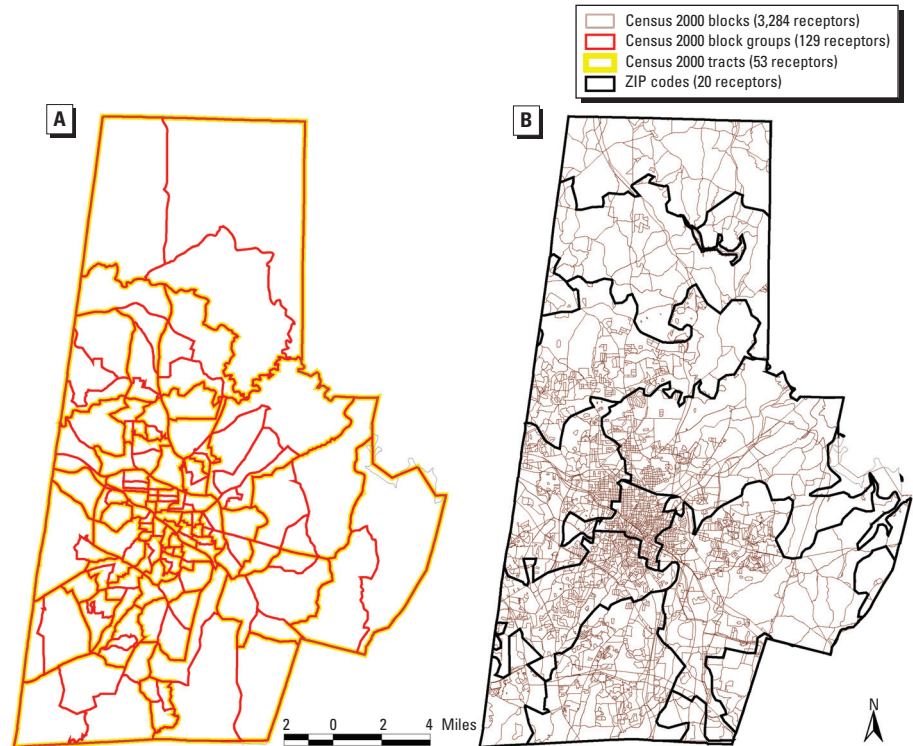 Census 2000 blocks (3,284 receptors)
Census 2000 block groups (129 receptors)
Census 2000 tracts (53 receptors)
ZIP codes (20 receptors)
A
B
2 0 2 4 Miles
N